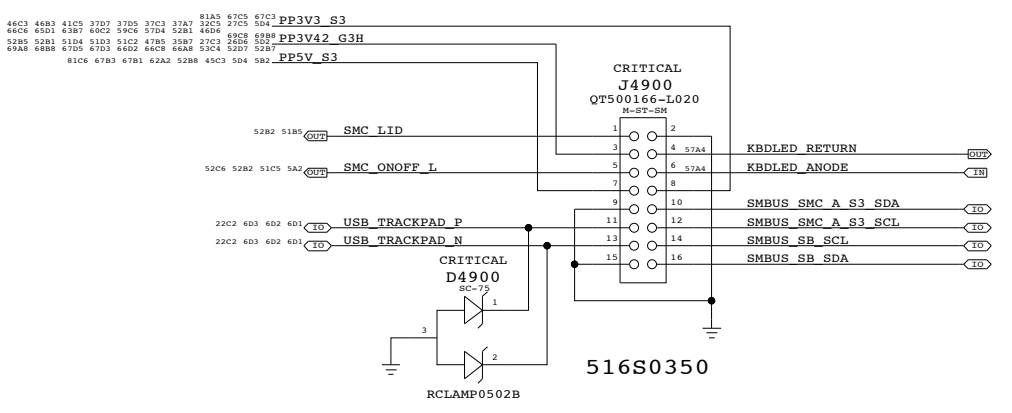 81A5 67C5 67C3
46C3 46B3 41C5 37D7 37D5 37C3 37A7 32C5 27C5 5D4 PP3V3_S3
66C6 65D1 63B7 60C2 59C6 57D4 52B1 46D6
69C8 69B8
52B5 52B1 51D4 51D3 51C2 47B5 35B7 27C3 26D6 5D2 PP3V42_G3H
69A8 68B8 67D5 67D3 66D2 66C8 66A8 53C4 52D7 52B7
81C6 67B3 67B1 62A2 52B8 45C3 5D4 5B2 PP5V_S3
CRITICAL
J4900
QT500166-L020
M-ST-SM
52B2 51B5 OUT SMC_LID 1 2
3 4 57A4 KBDLED_RETURN OUT
52C6 52B2 51C5 5A2 OUT SMC_ONOFF_L 5 6 57A4 KBDLED_ANODE IN
7 8
9 10 SMBUS_SMC_A_S3_SDA IO
22C2 6D3 6D2 6D1 IO USB_TRACKPAD_P 11 12 SMBUS_SMC_A_S3_SCL IO
22C2 6D3 6D2 6D1 IO USB_TRACKPAD_N 13 14 SMBUS_SB_SCL IO
15 16 SMBUS_SB_SDA IO
CRITICAL
D4900
SC-75
1
3
2
RCLAMP0502B
516S0350